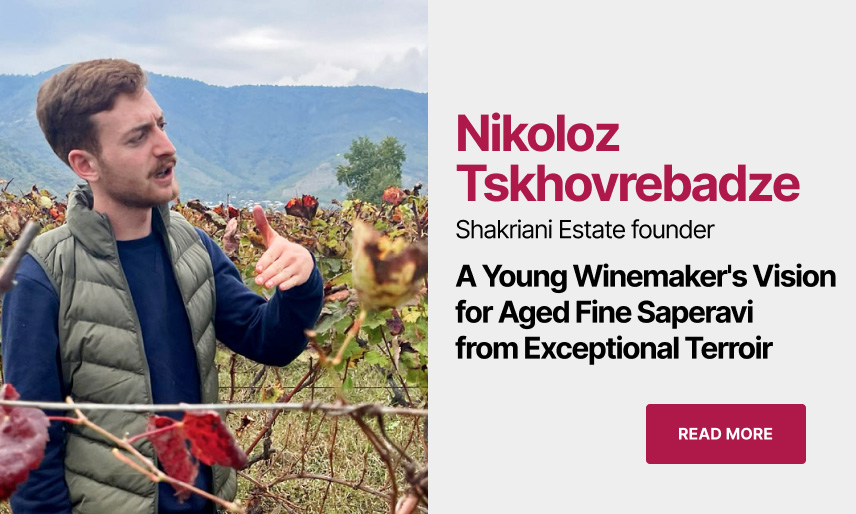 Nikoloz
Tskhovrebadze
Shakriani Estate founder
A Young Winemaker's Vision
for Aged Fine Saperavi
from Exceptional Terroir
READ MORE